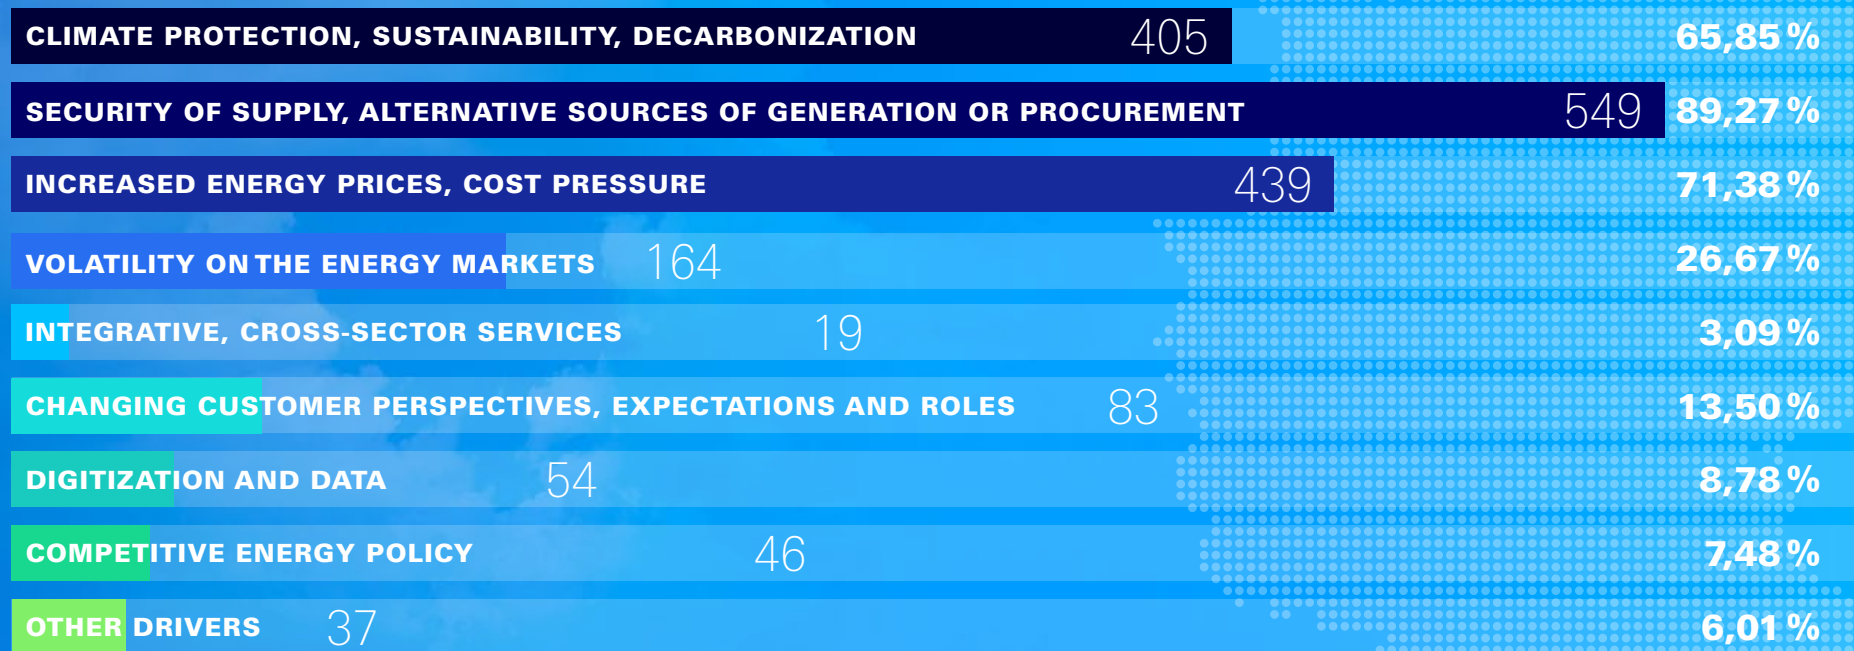 CLIMATE PROTECTION, SUSTAINABILITY, DECARBONIZATION 405 65,85 %
SECURITY OF SUPPLY, ALTERNATIVE SOURCES OF GENERATION OR PROCUREMENT 549 89,27 %
INCREASED ENERGY PRICES, COST PRESSURE 439 71,38 %
VOLATILITY ON THE ENERGY MARKETS 164 26,67 %
INTEGRATIVE, CROSS-SECTOR SERVICES 19 3,09 %
CHANGING CUSTOMER PERSPECTIVES, EXPECTATIONS AND ROLES 83 13,50 %
DIGITIZATION AND DATA 54 8,78 %
COMPETITIVE ENERGY POLICY 46 7,48 %
OTHER DRIVERS 37 6,01 %